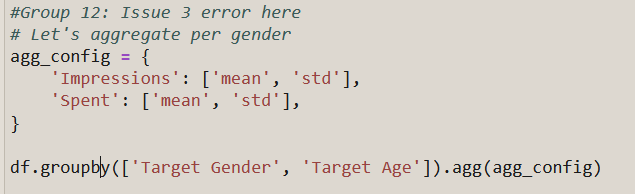 #Group 12: Issue 3 error here
# Let's aggregate per gender
agg_config = {
    'Impressions': ['mean', 'std'],
    'Spent': ['mean', 'std'],
}
df.groupby(['Target Gender', 'Target Age']).agg(agg_config)